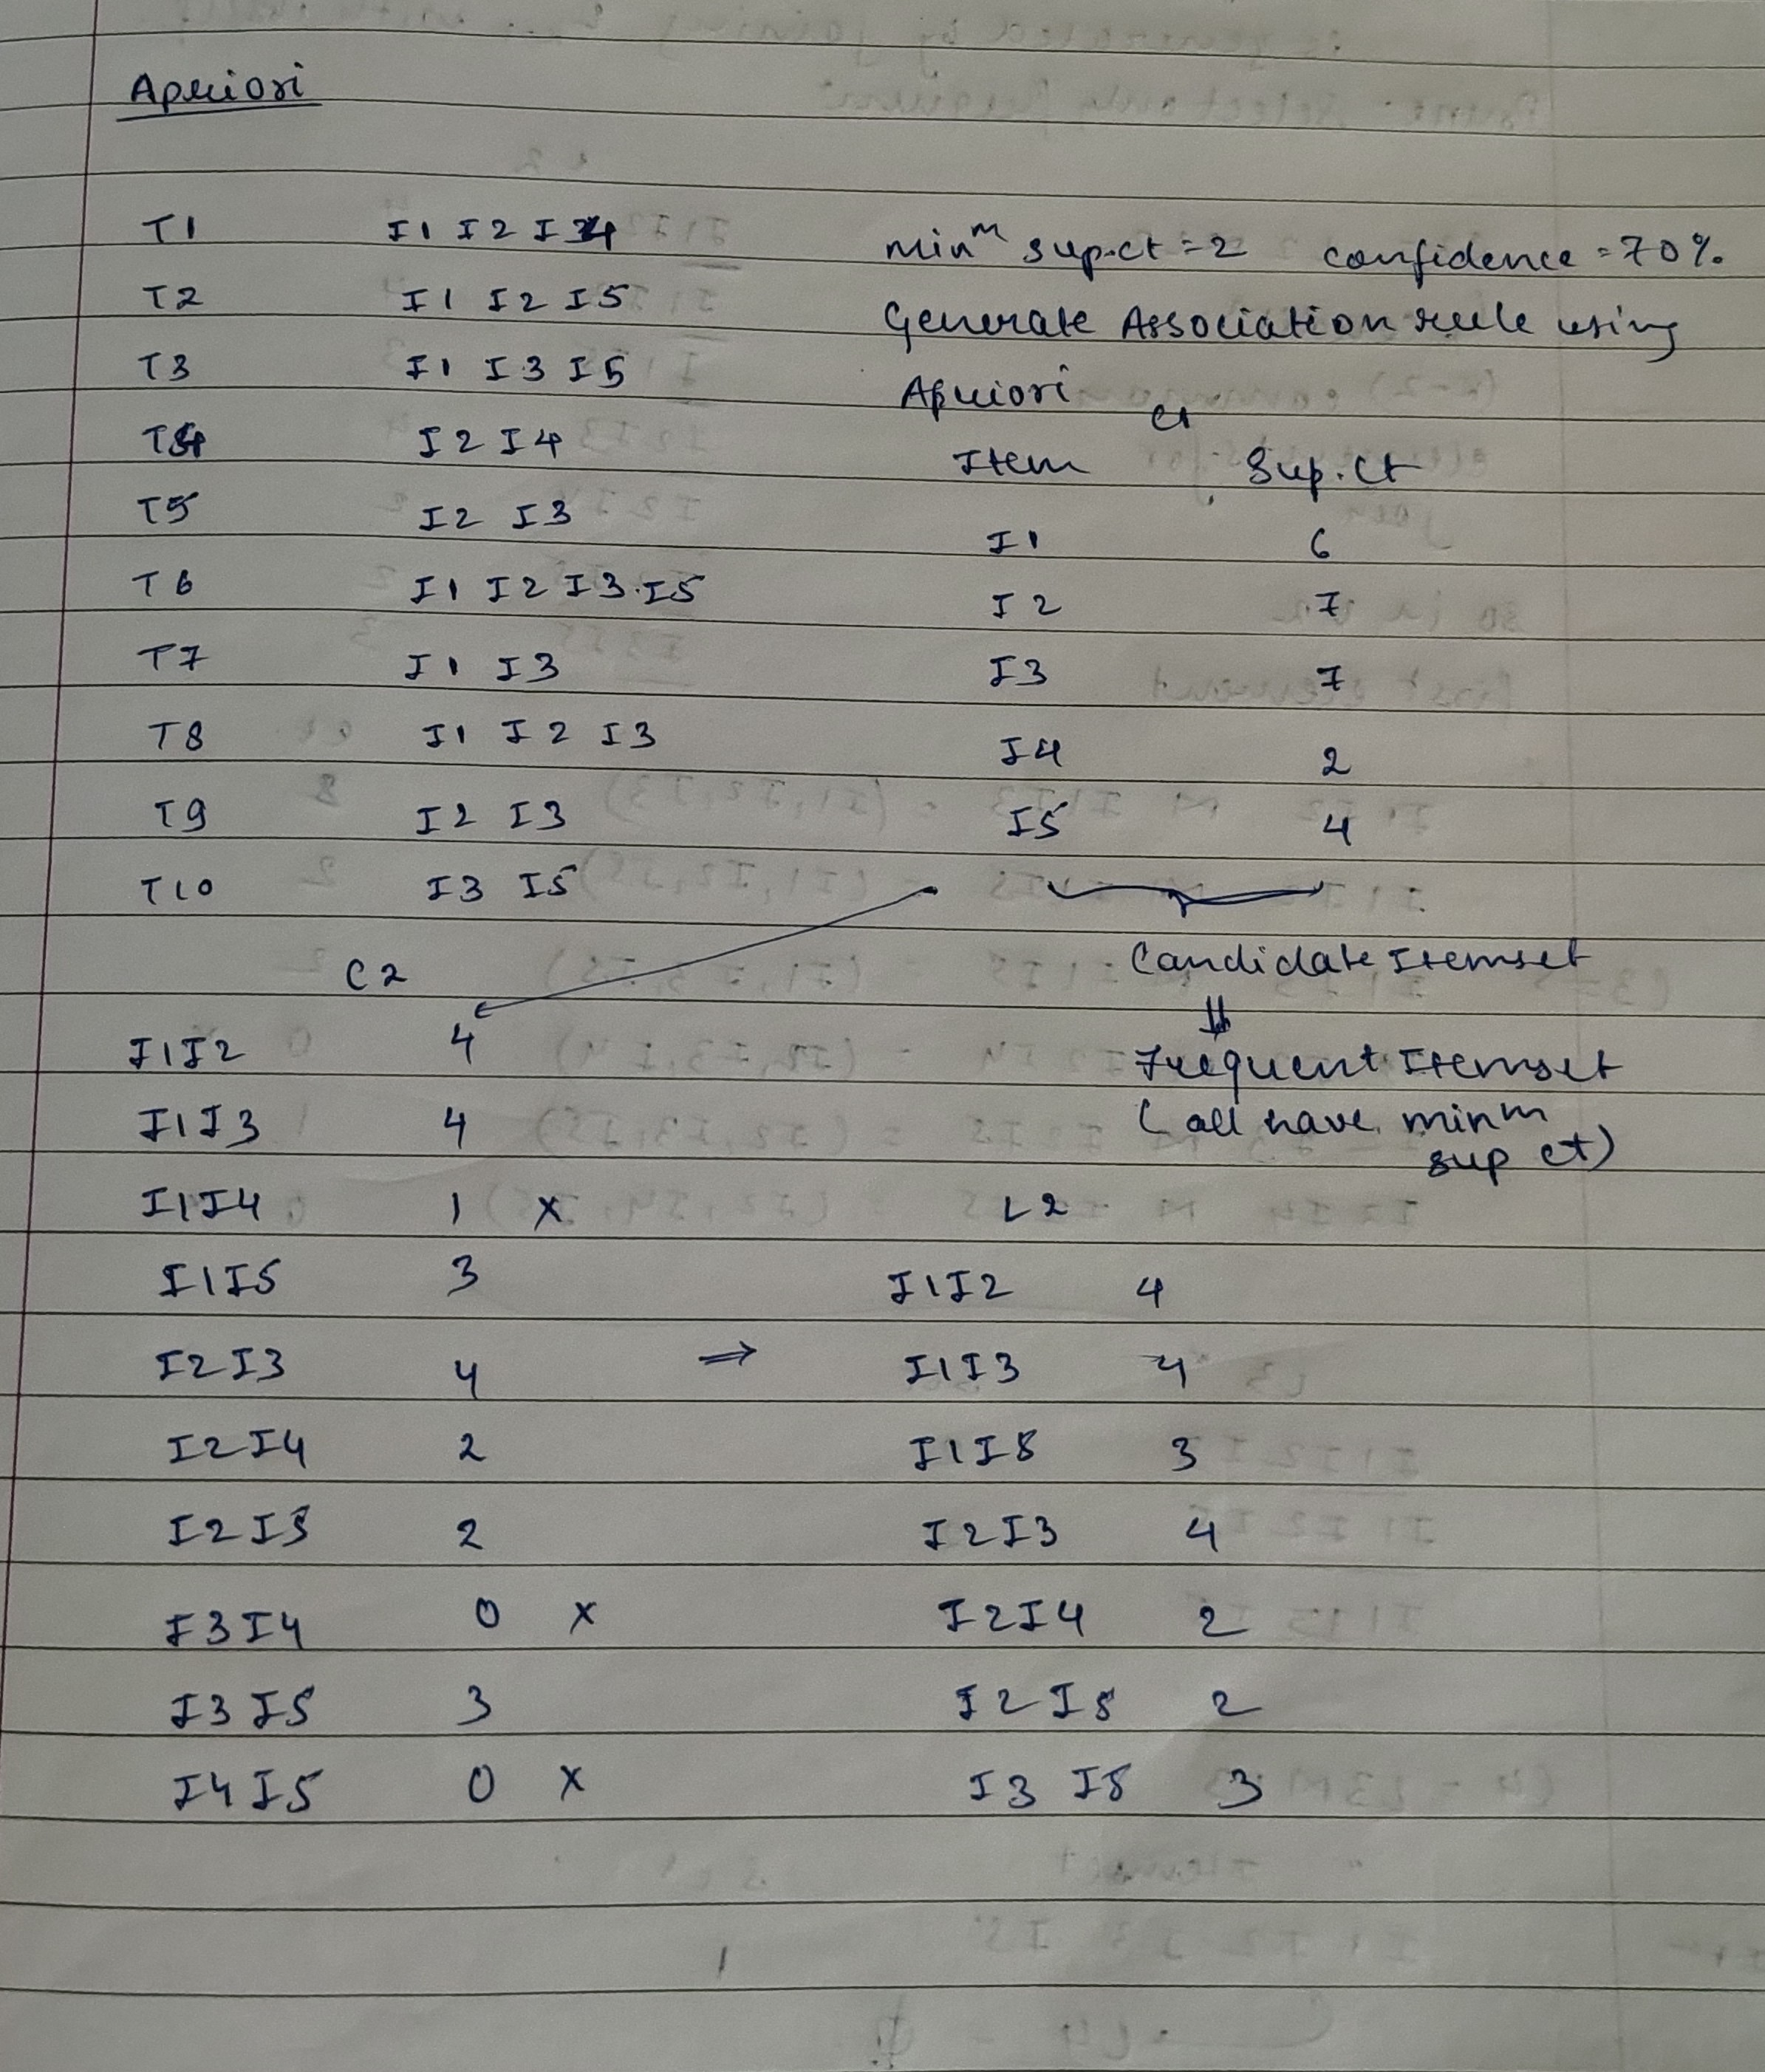 Apriori
T1 I1 I2 I4 min^m sup.ct = 2 confidence = 70%
T2 I1 I2 I5 Generate Association rule using
T3 I1 I3 I5 Apriori
C1
T4 I2 I4 Item Sup.Ct
T5 I2 I3 I1 6
T6 I1 I2 I3 I5 I2 7
T7 I1 I3 I3 7
T8 I1 I2 I3 I4 2
T9 I2 I3 I5 4
T10 I3 I5
C2 Candidate Itemset
⇓
I1I2 4 Frequent Itemset
I1I3 4 (all have min^m
sup ct)
I1I4 1 x L2
I1I5 3 I1I2 4
I2I3 4 ⇒ I1I3 4
I2I4 2 I1I5 3
I2I5 2 I2I3 4
I3I4 0 x I2I4 2
I3I5 3 I2I5 2
I4I5 0 x I3 I5 3